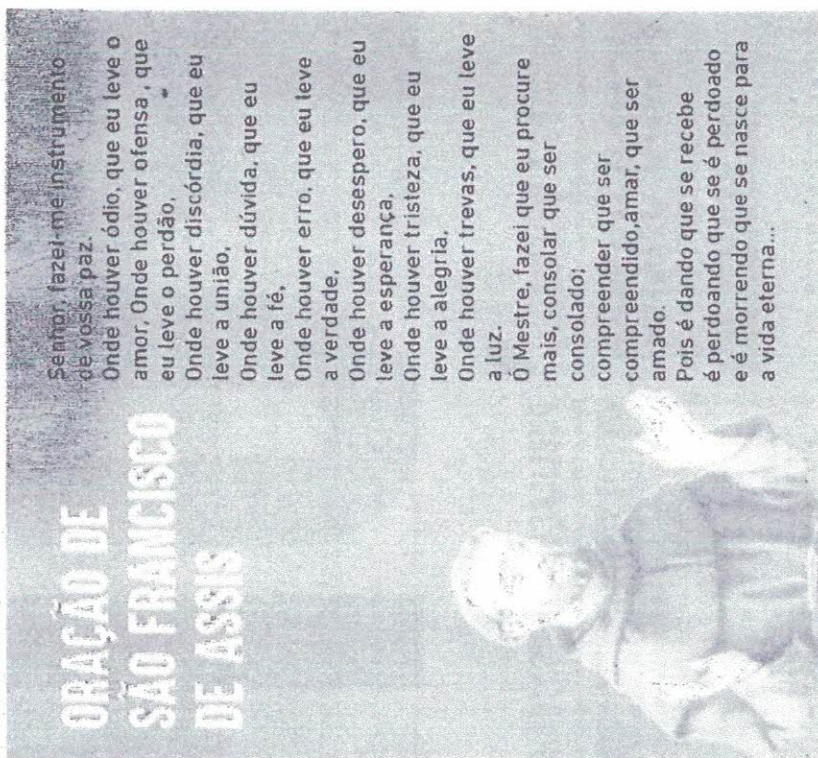 ORAÇÃO DE
SÃO FRANCISCO
DE ASSIS
Senhor, fazei-me instrumento
de vossa paz.
Onde houver ódio, que eu leve o
amor, Onde houver ofensa , que
eu leve o perdão,
Onde houver discórdia, que eu
leve a união,
Onde houver dúvida, que eu
leve a fé,
Onde houver erro, que eu leve
a verdade,
Onde houver desespero, que eu
leve a esperança,
Onde houver tristeza, que eu
leve a alegria,
Onde houver trevas, que eu leve
a luz.
Ó Mestre, fazei que eu procure
mais, consolar que ser
consolado;
compreender que ser
compreendido,amar, que ser
amado.
Pois é dando que se recebe
é perdoando que se é perdoado
e é morrendo que se nasce para
a vida eterna...